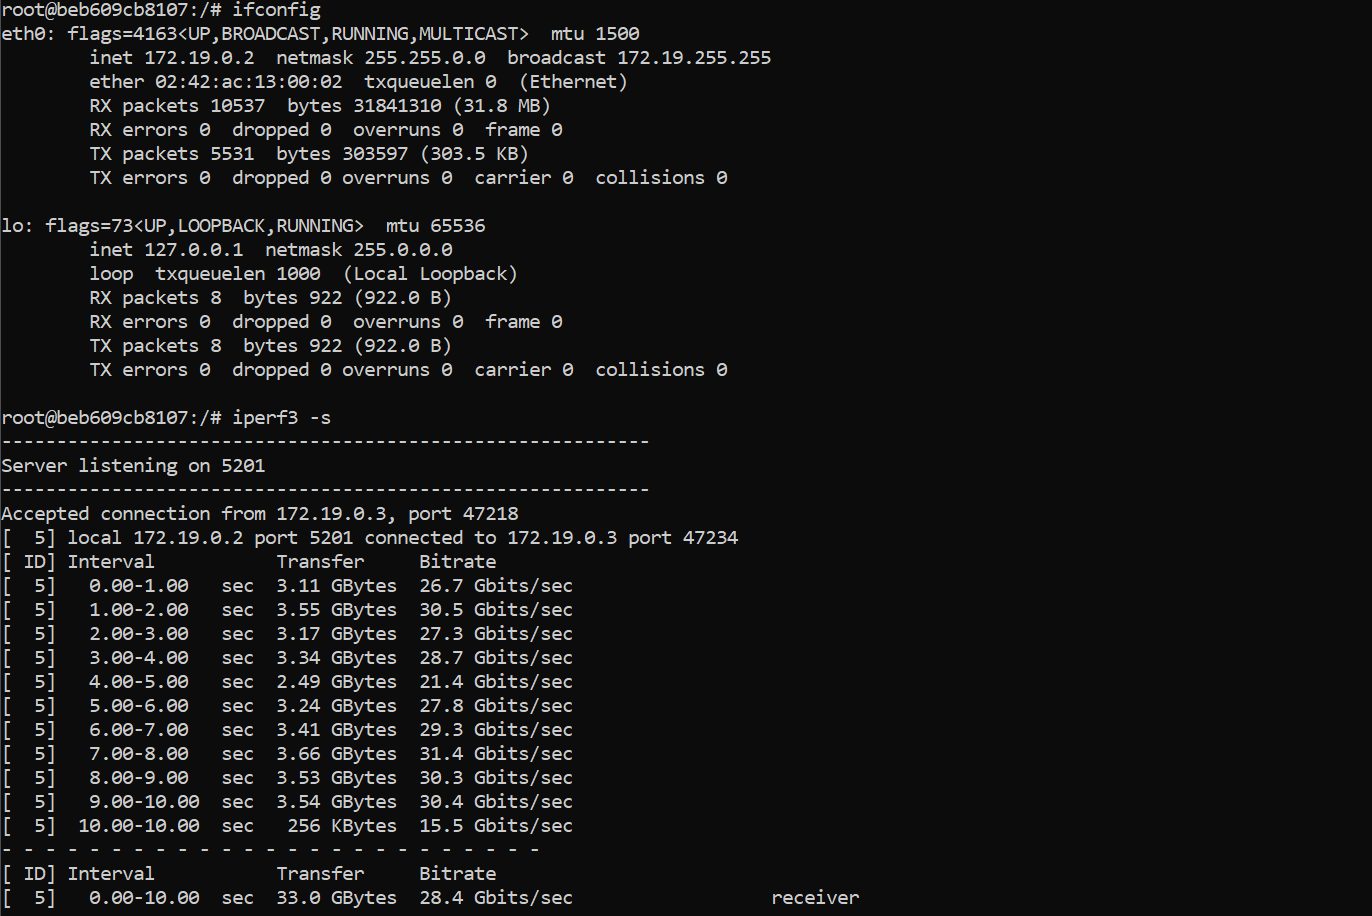 root@beb609cb8107:/# ifconfig
eth0: flags=4163<UP,BROADCAST,RUNNING,MULTICAST>  mtu 1500
        inet 172.19.0.2  netmask 255.255.0.0  broadcast 172.19.255.255
        ether 02:42:ac:13:00:02  txqueuelen 0  (Ethernet)
        RX packets 10537  bytes 31841310 (31.8 MB)
        RX errors 0  dropped 0  overruns 0  frame 0
        TX packets 5531  bytes 303597 (303.5 KB)
        TX errors 0  dropped 0 overruns 0  carrier 0  collisions 0

lo: flags=73<UP,LOOPBACK,RUNNING>  mtu 65536
        inet 127.0.0.1  netmask 255.0.0.0
        loop  txqueuelen 1000  (Local Loopback)
        RX packets 8  bytes 922 (922.0 B)
        RX errors 0  dropped 0  overruns 0  frame 0
        TX packets 8  bytes 922 (922.0 B)
        TX errors 0  dropped 0 overruns 0  carrier 0  collisions 0

root@beb609cb8107:/# iperf3 -s
-----------------------------------------------------------
Server listening on 5201
-----------------------------------------------------------
Accepted connection from 172.19.0.3, port 47218
[  5] local 172.19.0.2 port 5201 connected to 172.19.0.3 port 47234
[ ID] Interval           Transfer     Bitrate
[  5]   0.00-1.00   sec  3.11 GBytes  26.7 Gbits/sec
[  5]   1.00-2.00   sec  3.55 GBytes  30.5 Gbits/sec
[  5]   2.00-3.00   sec  3.17 GBytes  27.3 Gbits/sec
[  5]   3.00-4.00   sec  3.34 GBytes  28.7 Gbits/sec
[  5]   4.00-5.00   sec  2.49 GBytes  21.4 Gbits/sec
[  5]   5.00-6.00   sec  3.24 GBytes  27.8 Gbits/sec
[  5]   6.00-7.00   sec  3.41 GBytes  29.3 Gbits/sec
[  5]   7.00-8.00   sec  3.66 GBytes  31.4 Gbits/sec
[  5]   8.00-9.00   sec  3.53 GBytes  30.3 Gbits/sec
[  5]   9.00-10.00  sec  3.54 GBytes  30.4 Gbits/sec
[  5]  10.00-10.00  sec   256 KBytes  15.5 Gbits/sec
- - - - - - - - - - - - - - - - - - - - - - - - -
[ ID] Interval           Transfer     Bitrate
[  5]   0.00-10.00  sec  33.0 GBytes  28.4 Gbits/sec                  receiver